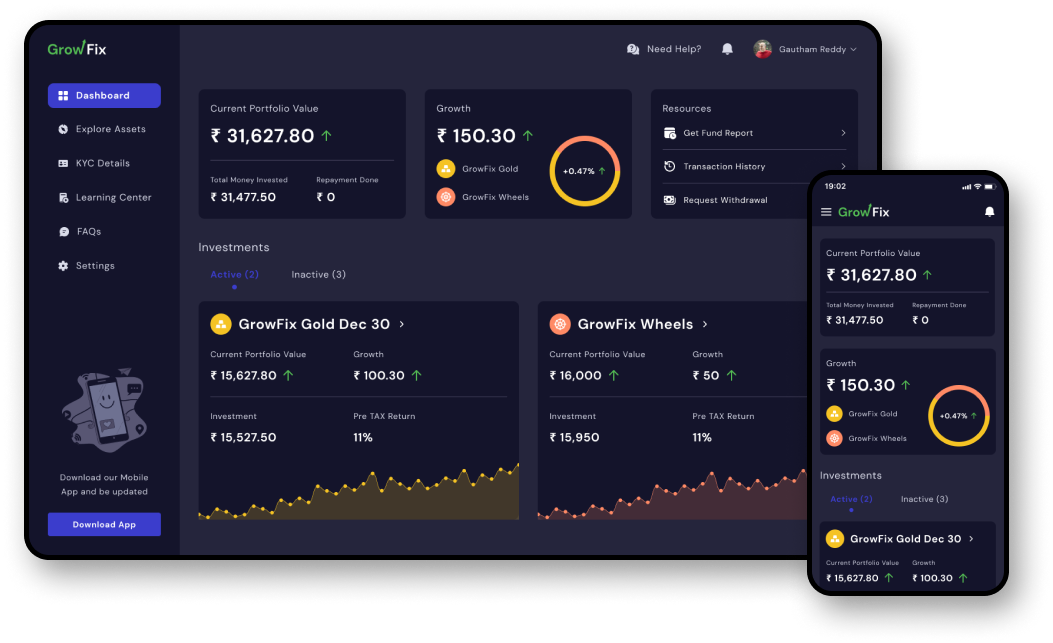 GrowFix
Need Help?
Gautham Reddy
Dashboard
Explore Assets
KYC Details
Learning Center
FAQs
Settings
Download our Mobile
App and be updated
Download App
Current Portfolio Value
₹ 31,627.80
Total Money Invested
Repayment Done
₹ 31,477.50
₹ 0
Growth
₹ 150.30
GrowFix Gold
GrowFix Wheels
+0.47%
Resources
Get Fund Report
Transaction History
Request Withdrawal
Investments
Active (2)
Inactive (3)
GrowFix Gold Dec 30
Current Portfolio Value
Growth
₹ 15,627.80
₹ 100.30
Investment
Pre TAX Return
₹ 15,527.50
11%
GrowFix Wheels
Current Portfolio Value
Growth
₹ 16,000
₹ 50
Investment
Pre TAX Return
₹ 15,950
11%
19:02
GrowFix
Current Portfolio Value
₹ 31,627.80
Total Money Invested
Repayment Done
₹ 31,477.50
₹ 0
Growth
₹ 150.30
GrowFix Gold
GrowFix Wheels
+0.47%
Investments
Active (2)
Inactive (3)
GrowFix Gold Dec 30
Current Portfolio Value
Growth
₹ 15,627.80
₹ 100.30